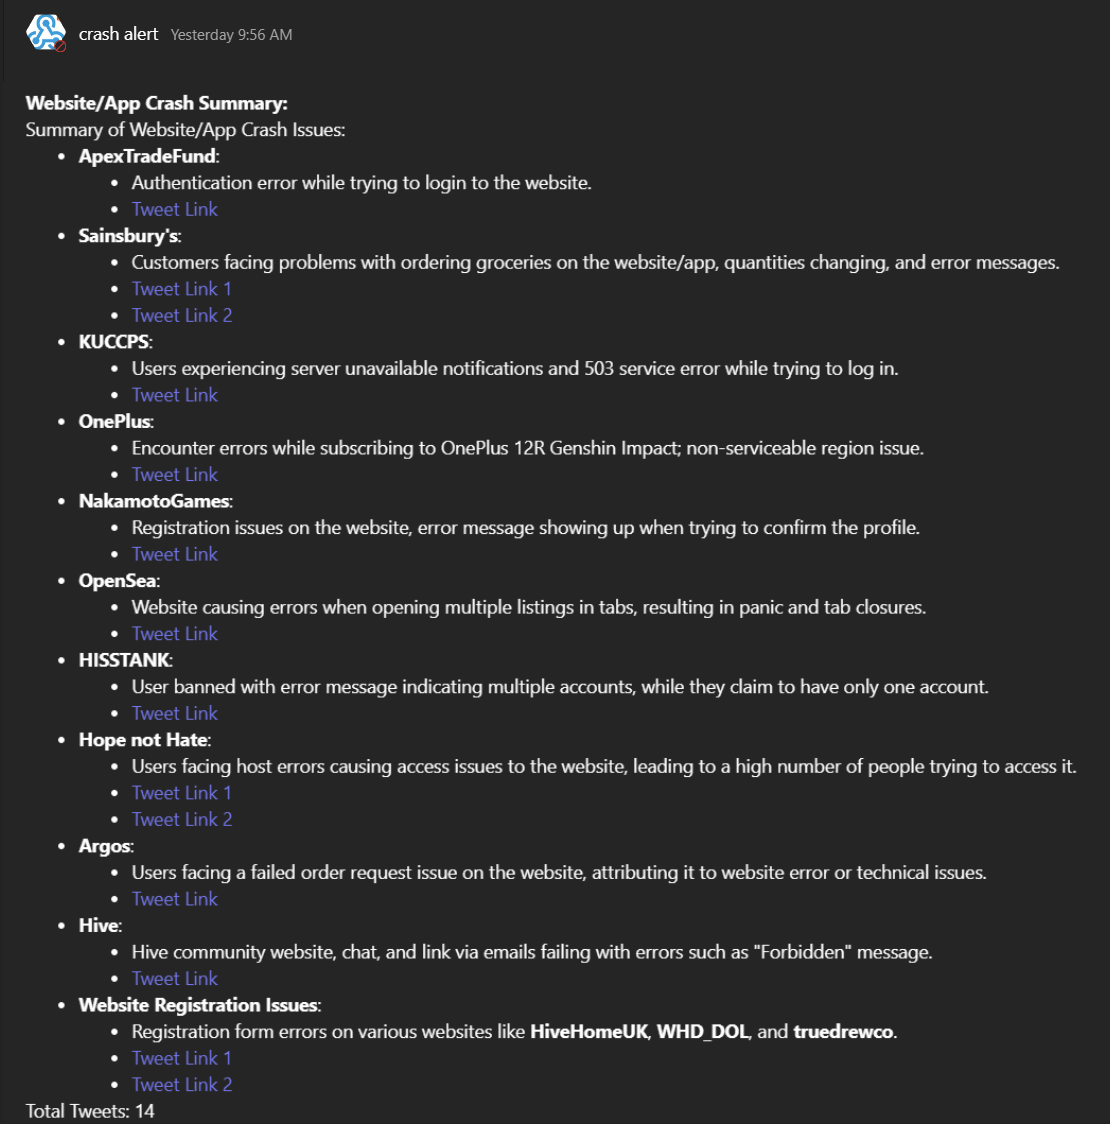 crash alert Yesterday 9:56 AM
Website/App Crash Summary:
Summary of Website/App Crash Issues:
• ApexTradeFund:
• Authentication error while trying to login to the website.
• Tweet Link
• Sainsbury's:
• Customers facing problems with ordering groceries on the website/app, quantities changing, and error messages.
• Tweet Link 1
• Tweet Link 2
• KUCCPS:
• Users experiencing server unavailable notifications and 503 service error while trying to log in.
• Tweet Link
• OnePlus:
• Encounter errors while subscribing to OnePlus 12R Genshin Impact; non-serviceable region issue.
• Tweet Link
• NakamotoGames:
• Registration issues on the website, error message showing up when trying to confirm the profile.
• Tweet Link
• OpenSea:
• Website causing errors when opening multiple listings in tabs, resulting in panic and tab closures.
• Tweet Link
• HISSTANK:
• User banned with error message indicating multiple accounts, while they claim to have only one account.
• Tweet Link
• Hope not Hate:
• Users facing host errors causing access issues to the website, leading to a high number of people trying to access it.
• Tweet Link 1
• Tweet Link 2
• Argos:
• Users facing a failed order request issue on the website, attributing it to website error or technical issues.
• Tweet Link
• Hive:
• Hive community website, chat, and link via emails failing with errors such as "Forbidden" message.
• Tweet Link
• Website Registration Issues:
• Registration form errors on various websites like HiveHomeUK, WHD_DOL, and truedrewco.
• Tweet Link 1
• Tweet Link 2
Total Tweets: 14